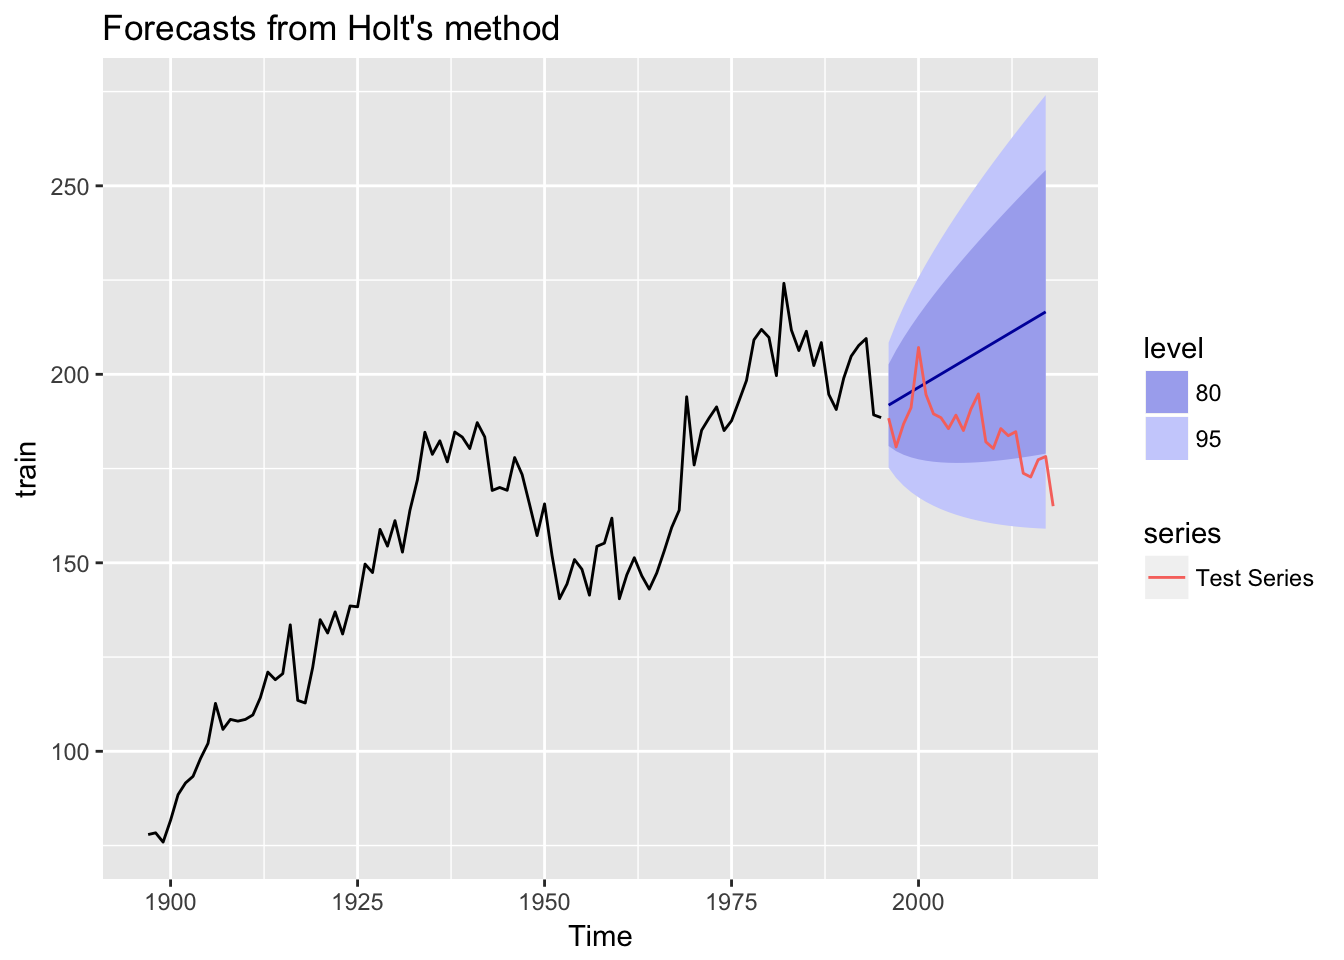 Forecasts from Holt's method
250
200
150
100
train
1900 1925 1950 1975 2000
Time
level
80
95
series
Test Series